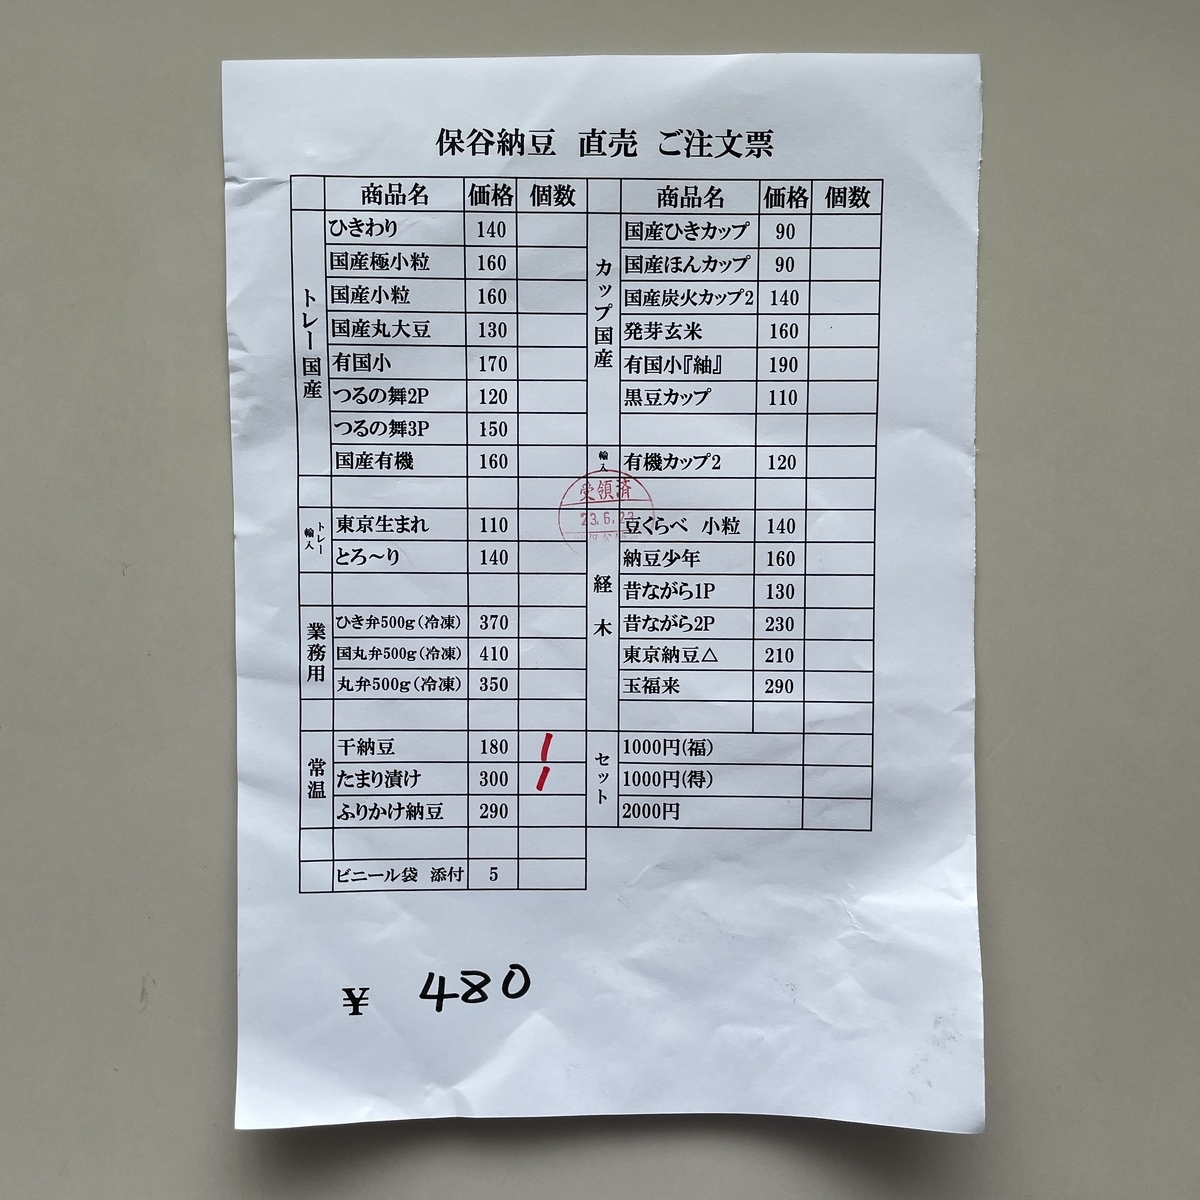 保谷納豆 直売 ご注文票
商品名 価格 個数 商品名 価格 個数
トレー国産
ひきわり 140
国産極小粒 160
国産小粒 160
国産丸大豆 130
有国小 170
つるの舞2P 120
つるの舞3P 150
国産有機 160
トレー輸入
東京生まれ 110
とろ～り 140
業務用
ひき弁500g(冷凍) 370
国丸弁500g(冷凍) 410
丸弁500g(冷凍) 350
常温
干納豆 180 /
たまり漬け 300 /
ふりかけ納豆 290
ビニール袋 添付 5
カップ国産
国産ひきカップ 90
国産ほんカップ 90
国産炭火カップ2 140
発芽玄米 160
有国小『紬』 190
黒豆カップ 110
輸入
有機カップ2 120
受領済
23.6.22
経木
豆くらべ 小粒 140
納豆少年 160
昔ながら1P 130
昔ながら2P 230
東京納豆△ 210
玉福来 290
セット
1000円(福)
1000円(得)
2000円
¥ 480